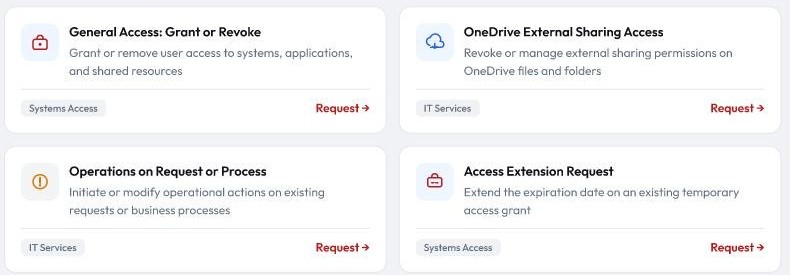 General Access: Grant or Revoke
Grant or remove user access to systems, applications,
and shared resources
Systems Access
Request →
OneDrive External Sharing Access
Revoke or manage external sharing permissions on
OneDrive files and folders
IT Services
Request →
Operations on Request or Process
Initiate or modify operational actions on existing
requests or business processes
IT Services
Request →
Access Extension Request
Extend the expiration date on an existing temporary
access grant
Systems Access
Request →